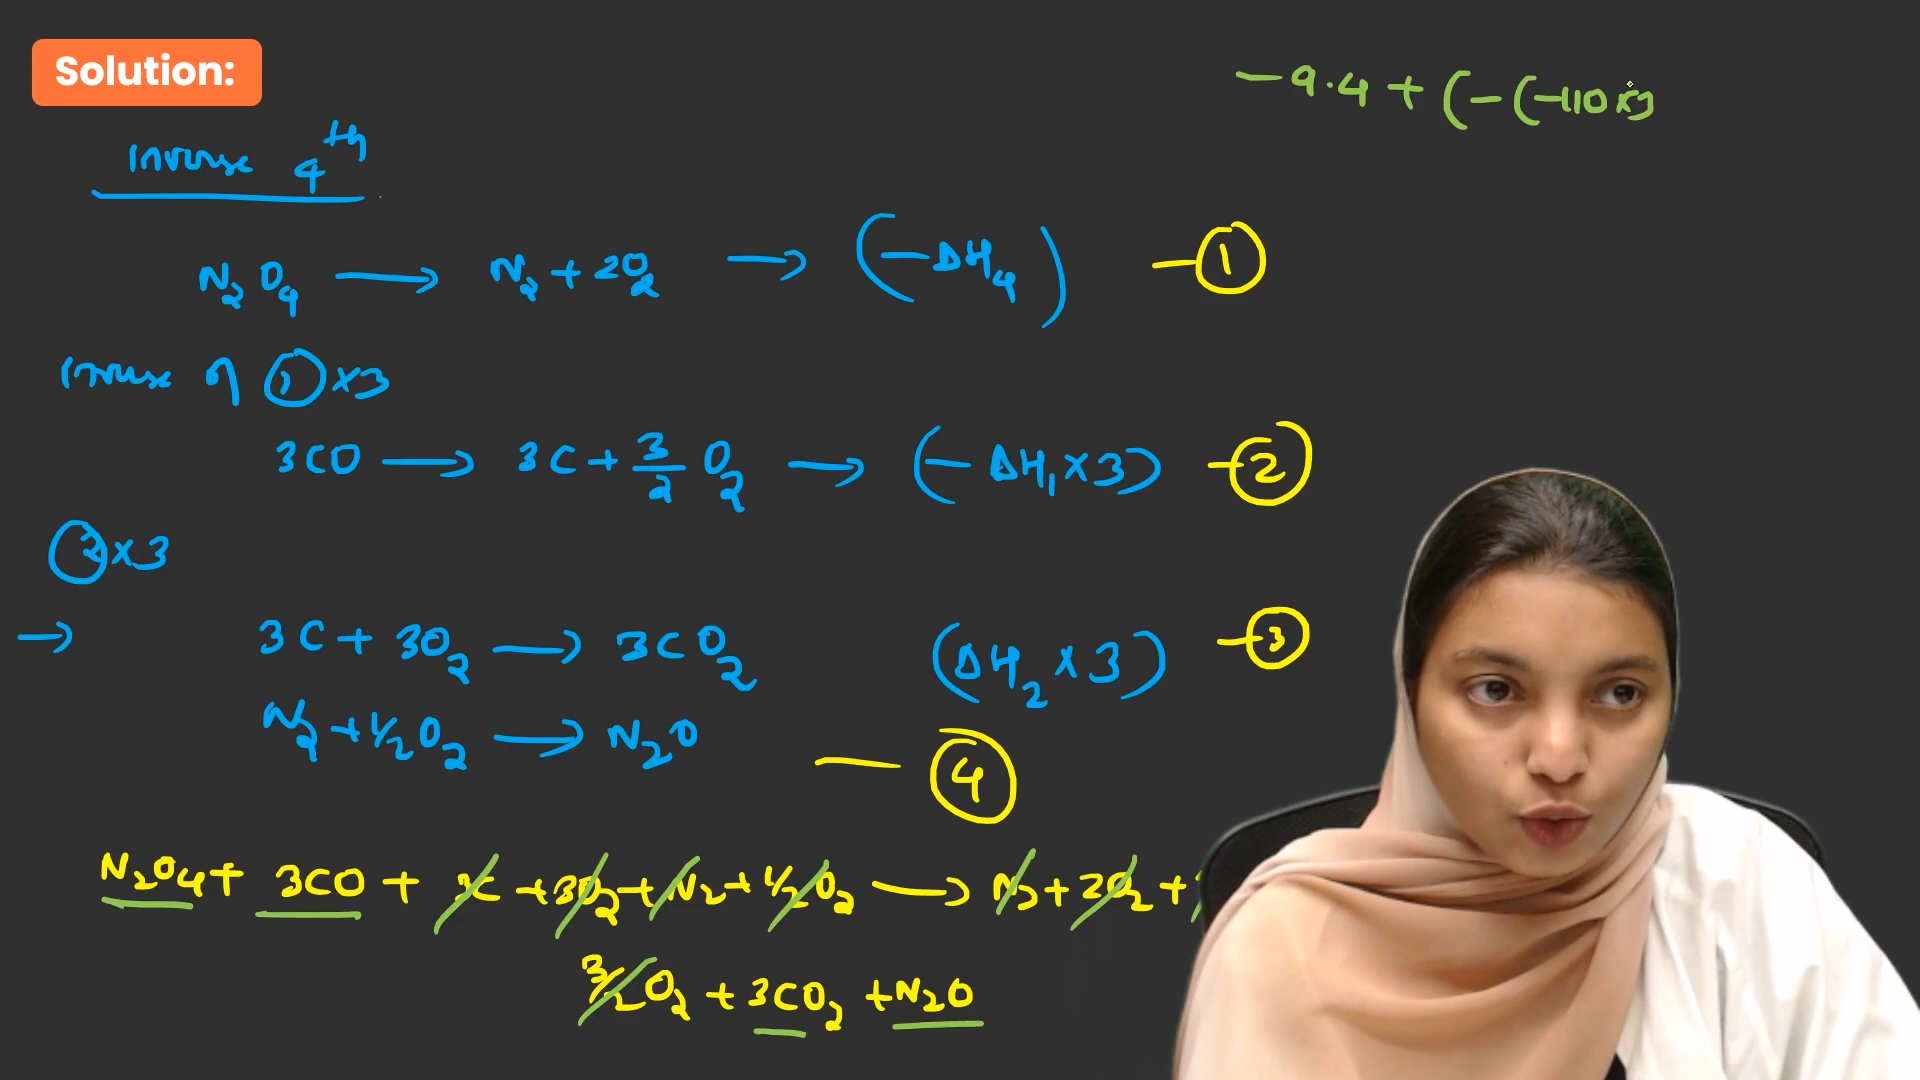 Solution:
- 9.4 + (- (-110 x 3
Inverse 4th
N2O4 → N2 + 2O2 → (-ΔH4) - ①
Inverse of ① x3
3CO → 3C + 3/2 O2 → (- ΔH1 x 3) - ②
② x 3
→ 3C + 3O2 → 3CO2 (ΔH2 x 3) - ③
N2 + 1/2 O2 → N2O - ④
N2O4 + 3CO + 3C + 3O2 + N2 + 1/2 O2 → N2 + 2O2 +
3/2 O2 + 3CO2 + N2O